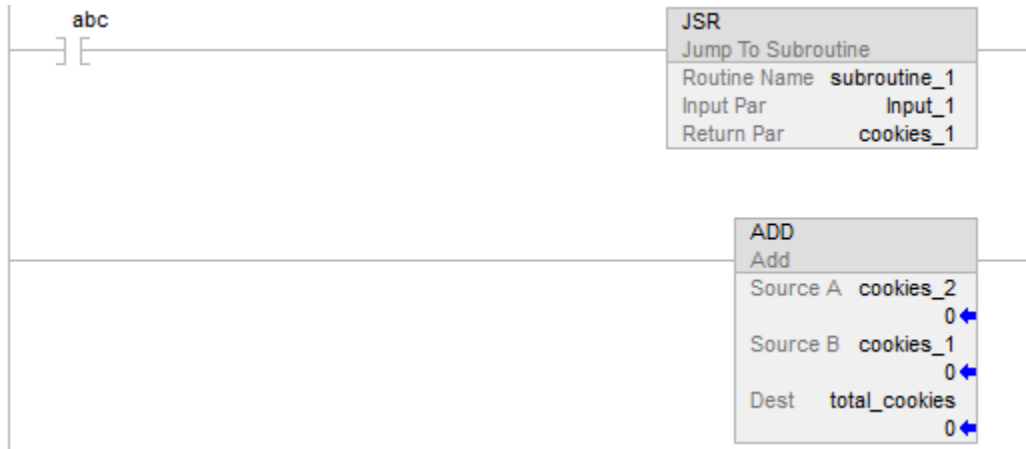 abc
JSR
Jump To Subroutine
Routine Name subroutine_1
Input Par Input_1
Return Par cookies_1
ADD
Add
Source A cookies_2
0
Source B cookies_1
0
Dest total_cookies
0